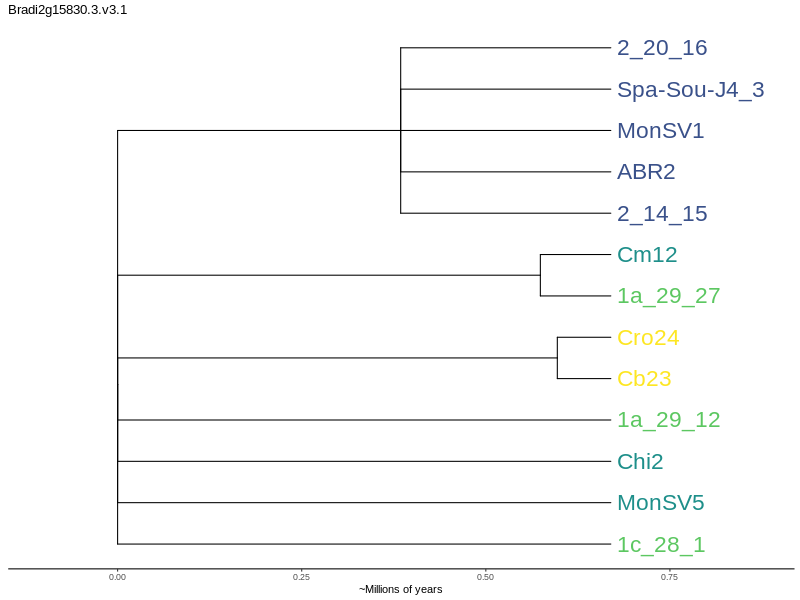 Bradi2g15830.3.v3.1
2_20_16
Spa-Sou-J4_3
MonSV1
ABR2
2_14_15
Cm12
1a_29_27
Cro24
Cb23
1a_29_12
Chi2
MonSV5
1c_28_1
0.00 0.25 0.50 0.75
~Millions of years